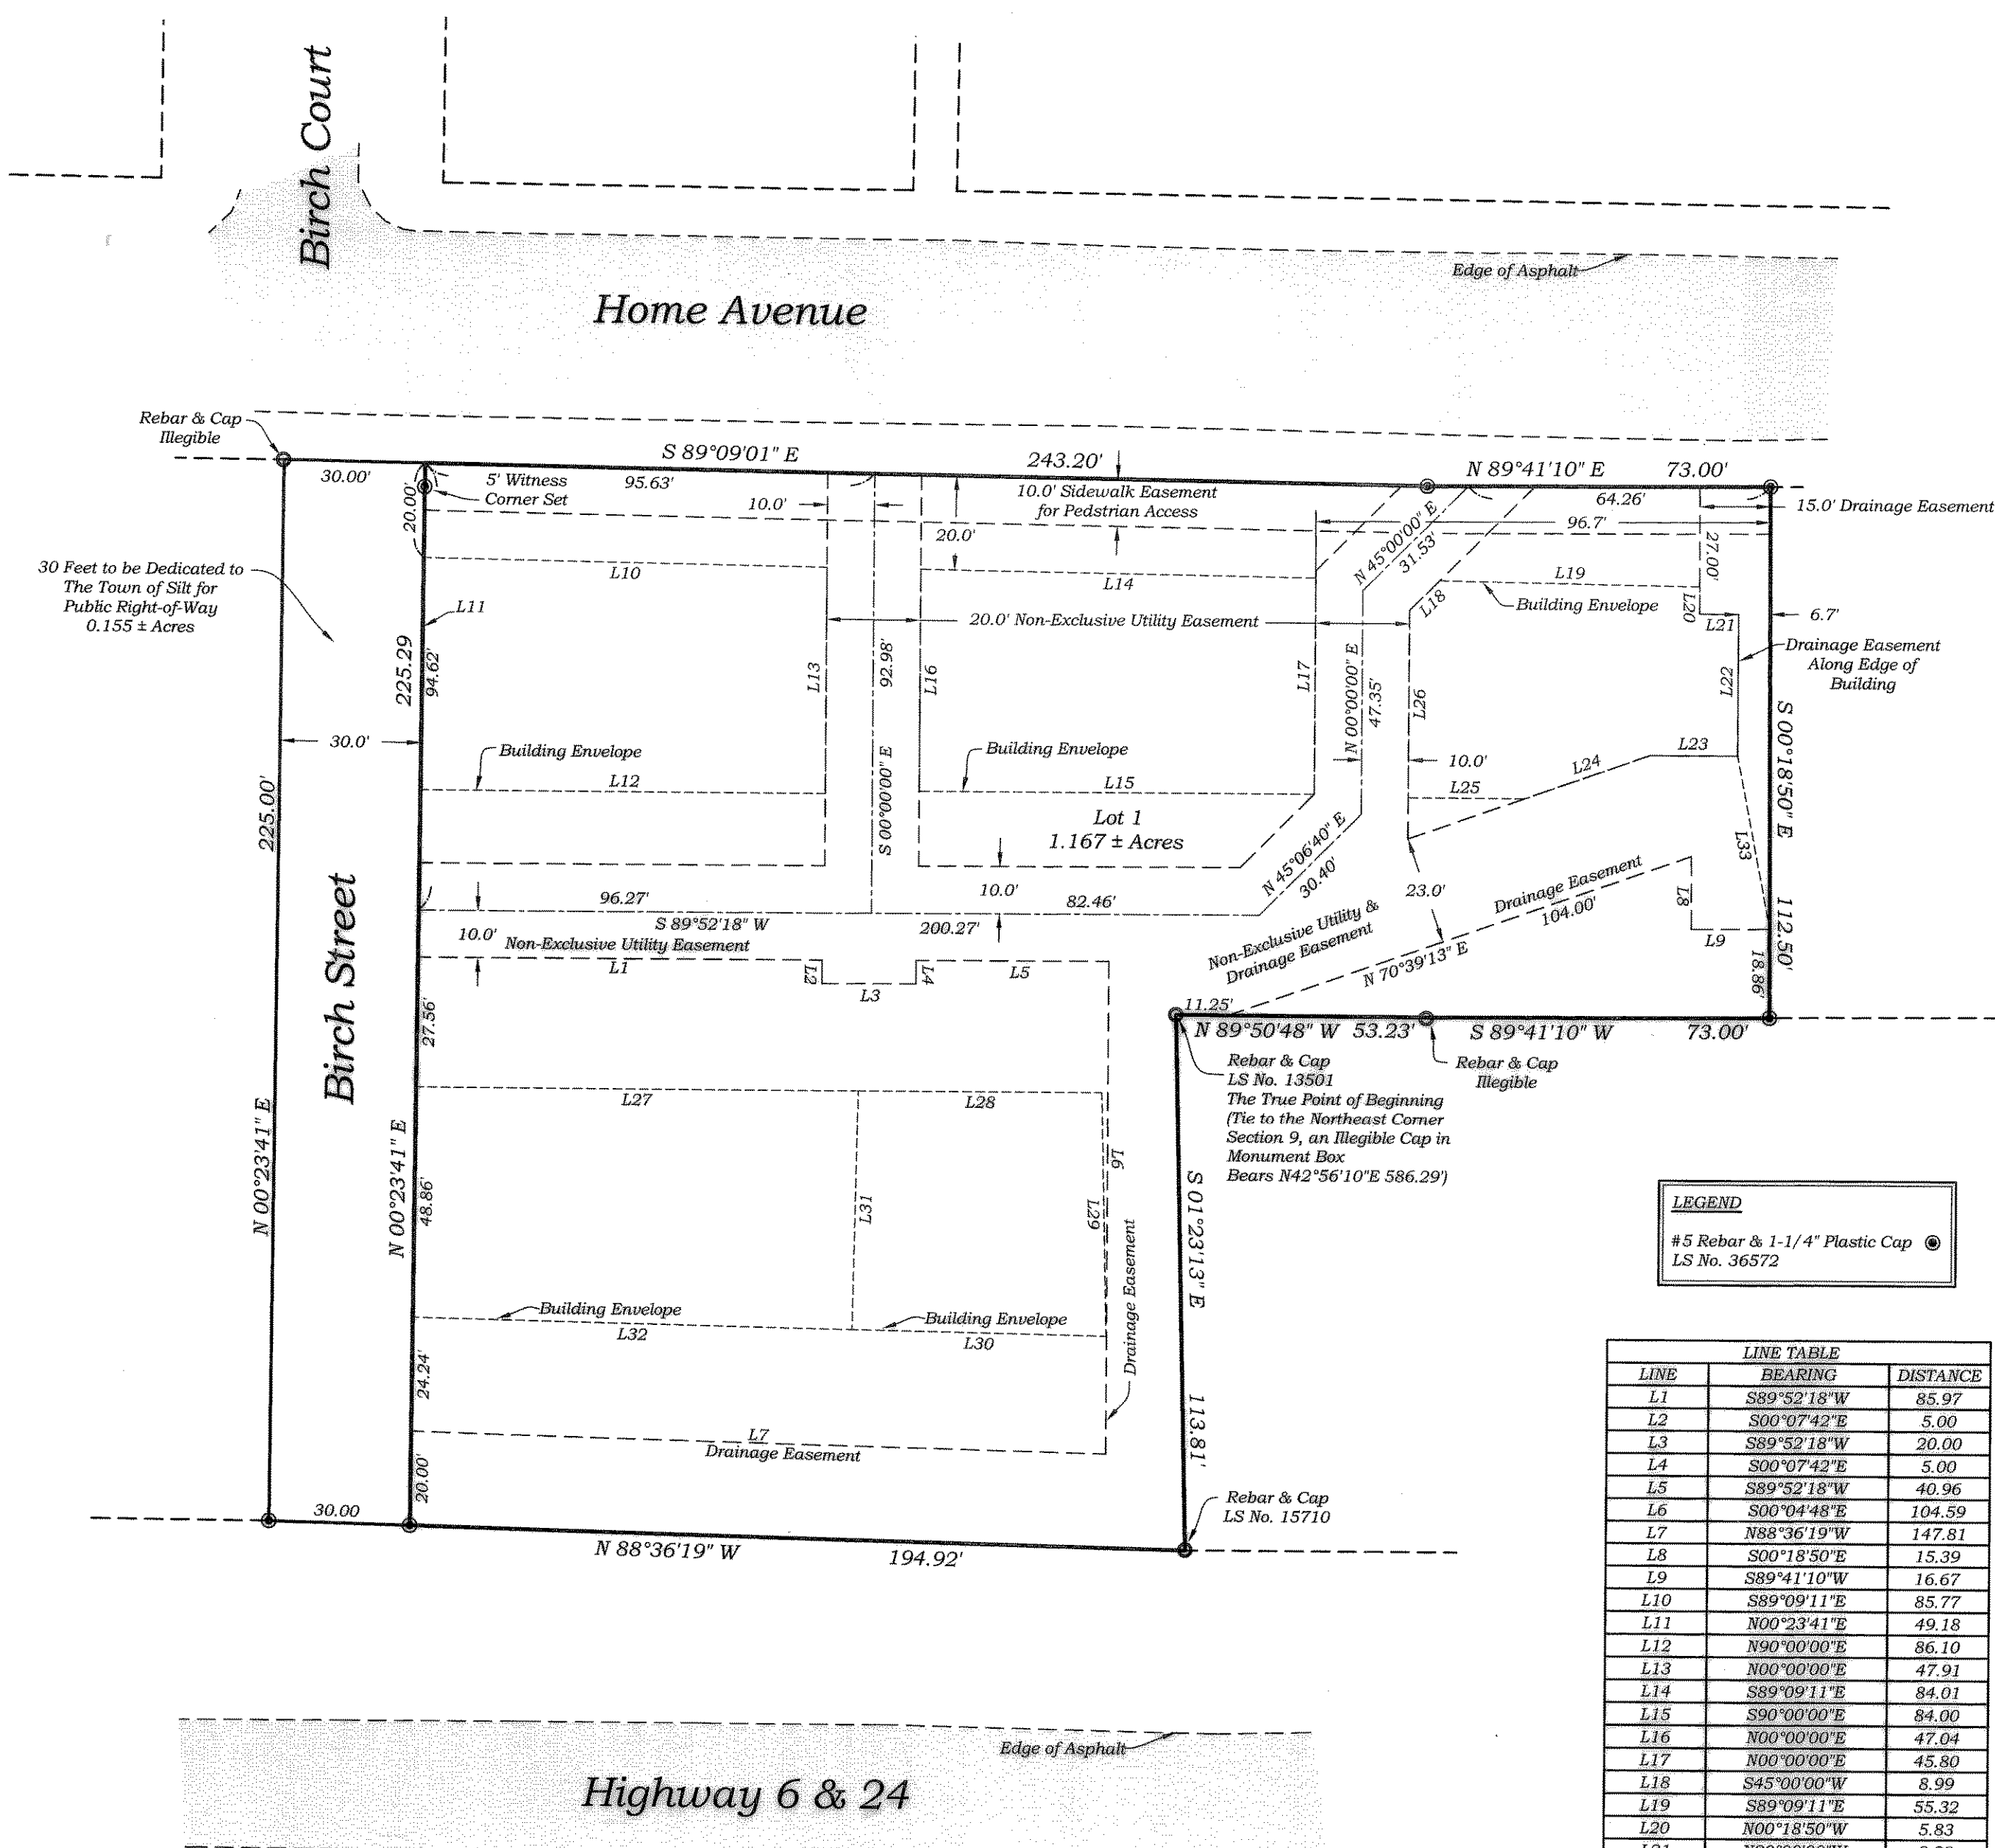 Birch Court
Edge of Asphalt
Home Avenue
Rebar & Cap
Illegible
S 89°09'01" E
243.20'
N 89°41'10" E
73.00'
30.00'
5' Witness
Corner Set
95.63'
10.0'
10.0' Sidewalk Easement
for Pedstrian Access
64.26'
96.7'
15.0' Drainage Easement
20.00'
20.0'
N 45°00'00" E
31.53'
27.00'
30 Feet to be Dedicated to
The Town of Silt for
Public Right-of-Way
0.155 ± Acres
L10
L14
L19
L11
L18
Building Envelope
L20
L21
6.7'
20.0' Non-Exclusive Utility Easement
225.29
94.62'
L13
92.98'
L16
L17
N 00°00'00" E
47.35'
L26
L22
Drainage Easement
Along Edge of
Building
30.0'
Building Envelope
Building Envelope
L12
L15
10.0'
L23
L24
L25
S 00°18'50" E
225.00'
S 00°00'00" E
Lot 1
1.167 ± Acres
L33
N 45°06'40" E
30.40'
23.0'
Drainage Easement
104.00'
L8
L9
112.50'
18.86'
96.27'
10.0'
82.46'
S 89°52'18" W
200.27'
10.0'
Non-Exclusive Utility Easement
Non-Exclusive Utility &
Drainage Easement
N 70°39'13" E
L1
L2
L3
L4
L5
Birch Street
27.56'
11.25'
N 89°50'48" W 53.23'
S 89°41'10" W
73.00'
Rebar & Cap
LS No. 13501
The True Point of Beginning
(Tie to the Northeast Corner
Section 9, an Illegible Cap in
Monument Box
Bears N42°56'10"E 586.29')
Rebar & Cap
Illegible
L27
L28
N 00°23'41" E
N 00°23'41" E
48.86'
L31
L6
L29
S 01°23'13" E
Building Envelope
Building Envelope
L32
L30
Drainage Easement
24.24'
113.81'
L7
Drainage Easement
20.00'
30.00
Rebar & Cap
LS No. 15710
N 88°36'19" W
194.92'
LEGEND
#5 Rebar & 1-1/4" Plastic Cap
LS No. 36572
LINE TABLE
LINE BEARING DISTANCE
L1 S89°52'18"W 85.97
L2 S00°07'42"E 5.00
L3 S89°52'18"W 20.00
L4 S00°07'42"E 5.00
L5 S89°52'18"W 40.96
L6 S00°04'48"E 104.59
L7 N88°36'19"W 147.81
L8 S00°18'50"E 15.39
L9 S89°41'10"W 16.67
L10 S89°09'11"E 85.77
L11 N00°23'41"E 49.18
L12 N90°00'00"E 86.10
L13 N00°00'00"E 47.91
L14 S89°09'11"E 84.01
L15 S90°00'00"E 84.00
L16 N00°00'00"E 47.04
L17 N00°00'00"E 45.80
L18 S45°00'00"W 8.99
L19 S89°09'11"E 55.32
L20 N00°18'50"W 5.83
Edge of Asphalt
Highway 6 & 24